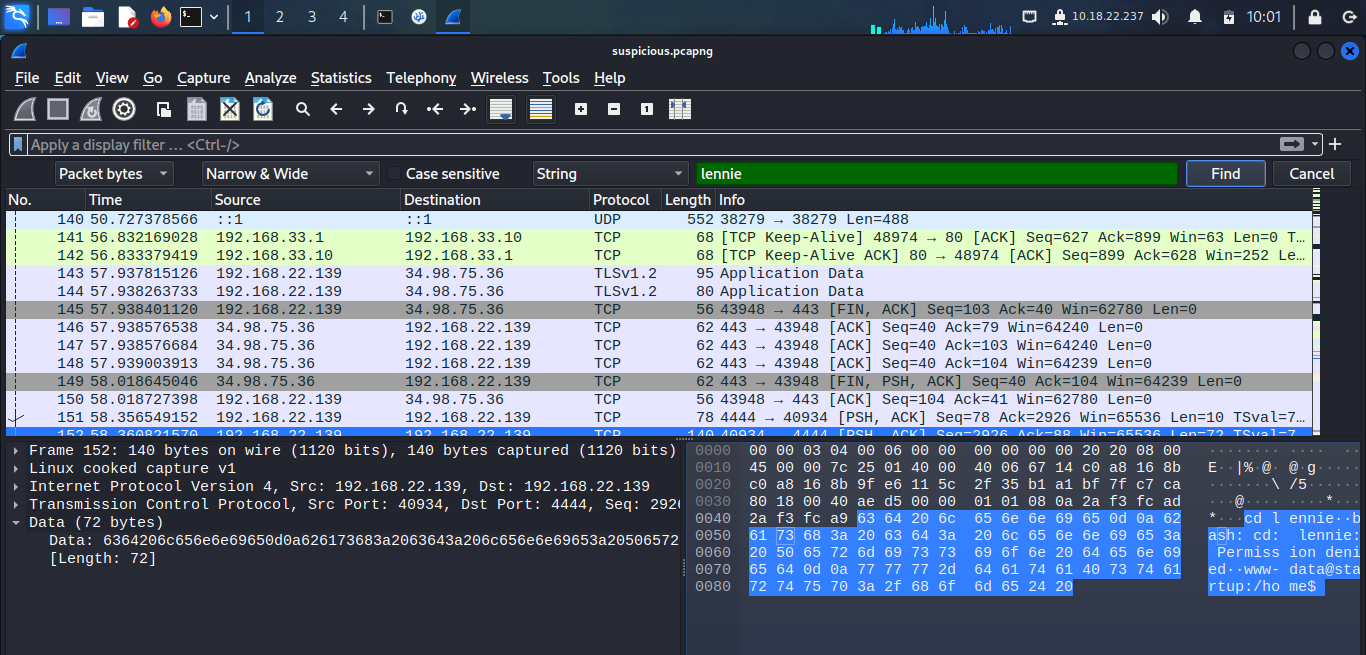 1 2 3 4 10.18.22.237 10:01
suspicious.pcapng
File Edit View Go Capture Analyze Statistics Telephony Wireless Tools Help
Apply a display filter ... <Ctrl-/>
Packet bytes Narrow & Wide Case sensitive String lennie Find Cancel
No. Time Source Destination Protocol Length Info
140 50.727378566 ::1 ::1 UDP 552 38279 → 38279 Len=488
141 56.832169028 192.168.33.1 192.168.33.10 TCP 68 [TCP Keep-Alive] 48974 → 80 [ACK] Seq=627 Ack=899 Win=63 Len=0 T…
142 56.833379419 192.168.33.10 192.168.33.1 TCP 68 [TCP Keep-Alive ACK] 80 → 48974 [ACK] Seq=899 Ack=628 Win=252 Le…
143 57.937815126 192.168.22.139 34.98.75.36 TLSv1.2 95 Application Data
144 57.938263733 192.168.22.139 34.98.75.36 TLSv1.2 80 Application Data
145 57.938401120 192.168.22.139 34.98.75.36 TCP 56 43948 → 443 [FIN, ACK] Seq=103 Ack=40 Win=62780 Len=0
146 57.938576538 34.98.75.36 192.168.22.139 TCP 62 443 → 43948 [ACK] Seq=40 Ack=79 Win=64240 Len=0
147 57.938576684 34.98.75.36 192.168.22.139 TCP 62 443 → 43948 [ACK] Seq=40 Ack=103 Win=64240 Len=0
148 57.939003913 34.98.75.36 192.168.22.139 TCP 62 443 → 43948 [ACK] Seq=40 Ack=104 Win=64239 Len=0
149 58.018645046 34.98.75.36 192.168.22.139 TCP 62 443 → 43948 [FIN, PSH, ACK] Seq=40 Ack=104 Win=64239 Len=0
150 58.018727398 192.168.22.139 34.98.75.36 TCP 56 43948 → 443 [ACK] Seq=104 Ack=41 Win=62780 Len=0
151 58.356549152 192.168.22.139 192.168.22.139 TCP 78 4444 → 40934 [PSH, ACK] Seq=78 Ack=2926 Win=65536 Len=10 TSval=7…
152 58.360821570 192.168.22.139 192.168.22.139 TCP 140 40934 → 4444 [PSH, ACK] Seq=2926 Ack=88 Win=65536 Len=72 TSval=7…
Frame 152: 140 bytes on wire (1120 bits), 140 bytes captured (1120 bits)
Linux cooked capture v1
Internet Protocol Version 4, Src: 192.168.22.139, Dst: 192.168.22.139
Transmission Control Protocol, Src Port: 40934, Dst Port: 4444, Seq: 2926
Data (72 bytes)
Data: 6364206c656e6e69650d0a626173683a2063643a206c656e6e69653a20506572
[Length: 72]
0000 00 00 03 04 00 06 00 00 00 00 00 00 20 20 08 00 ········ ···· ··
0010 45 00 00 7c 25 01 40 00 40 06 67 14 c0 a8 16 8b E··|%·@· @·g·····
0020 c0 a8 16 8b 9f e6 11 5c 2f 35 b1 a1 bf 7f c7 ca ·······\ /5······
0030 80 18 00 40 ae d5 00 00 01 01 08 0a 2a f3 fc ad ···@···· ····*···
0040 2a f3 fc a9 63 64 20 6c 65 6e 6e 69 65 0d 0a 62 *···cd l ennie··b
0050 61 73 68 3a 20 63 64 3a 20 6c 65 6e 6e 69 65 3a ash: cd: lennie:
0060 20 50 65 72 6d 69 73 73 69 6f 6e 20 64 65 6e 69 Permiss ion deni
0070 65 64 0d 0a 77 77 77 2d 64 61 74 61 40 73 74 61 ed··www- data@sta
0080 72 74 75 70 3a 2f 68 6f 6d 65 24 20 rtup:/ho me$